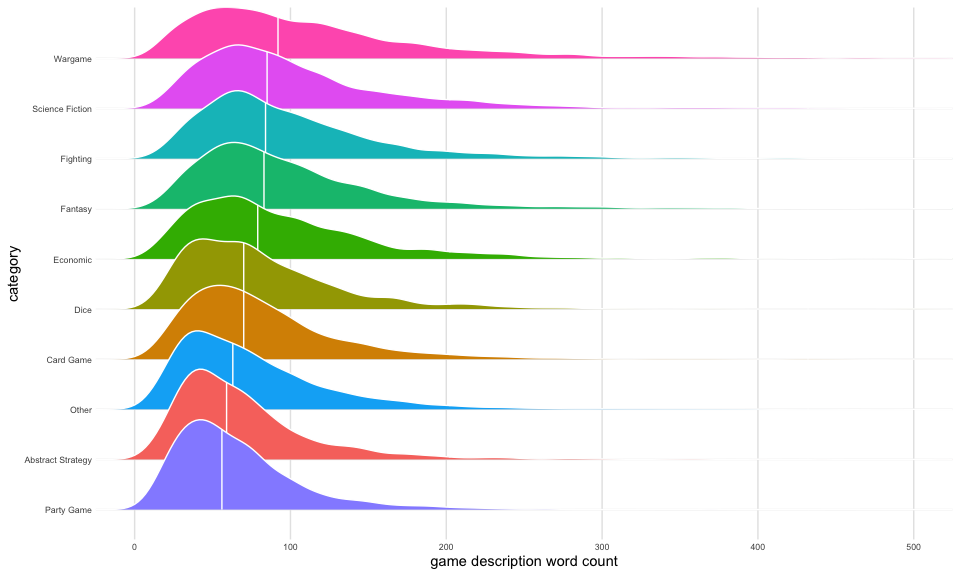 Wargame
Science Fiction
Fighting
Fantasy
Economic
Dice
Card Game
Other
Abstract Strategy
Party Game
category
0 100 200 300 400 500
game description word count